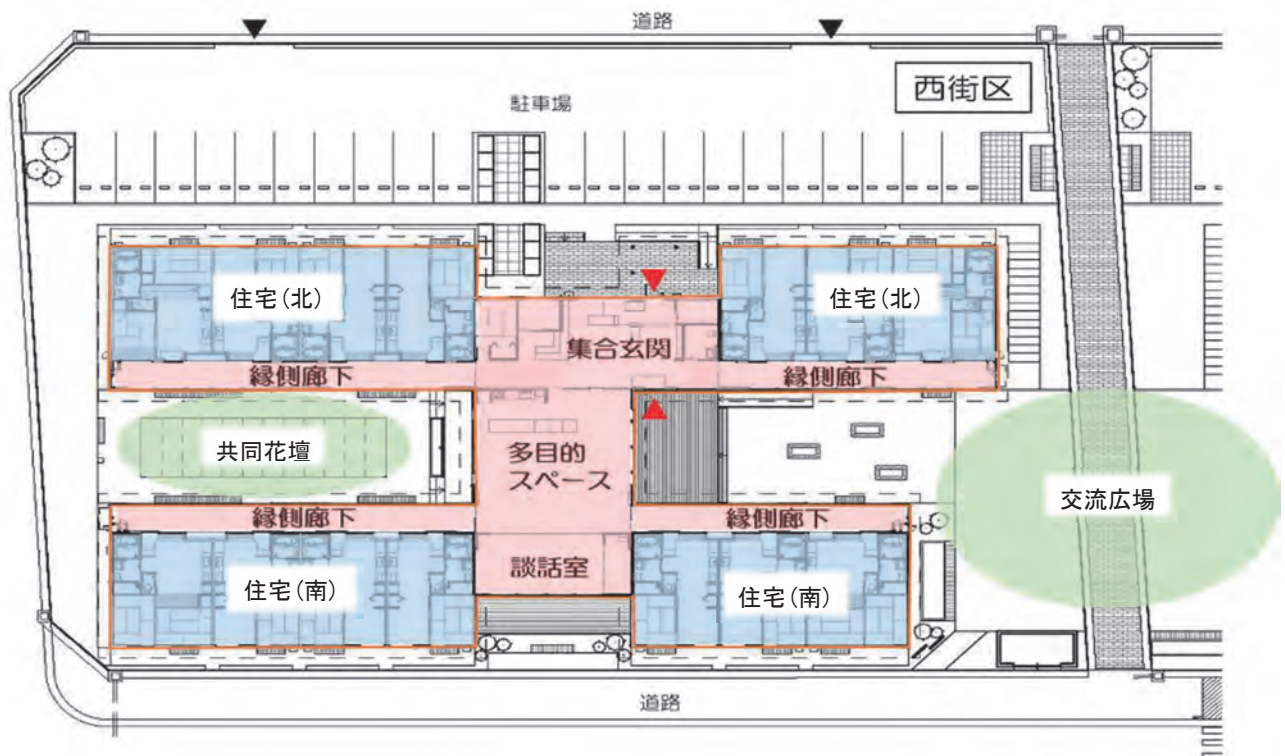 道路
西街区
駐車場
住宅(北)
住宅(北)
集合玄関
縁側廊下
縁側廊下
共同花壇
多目的
スペース
交流広場
縁側廊下
縁側廊下
談話室
住宅(南)
住宅(南)
道路